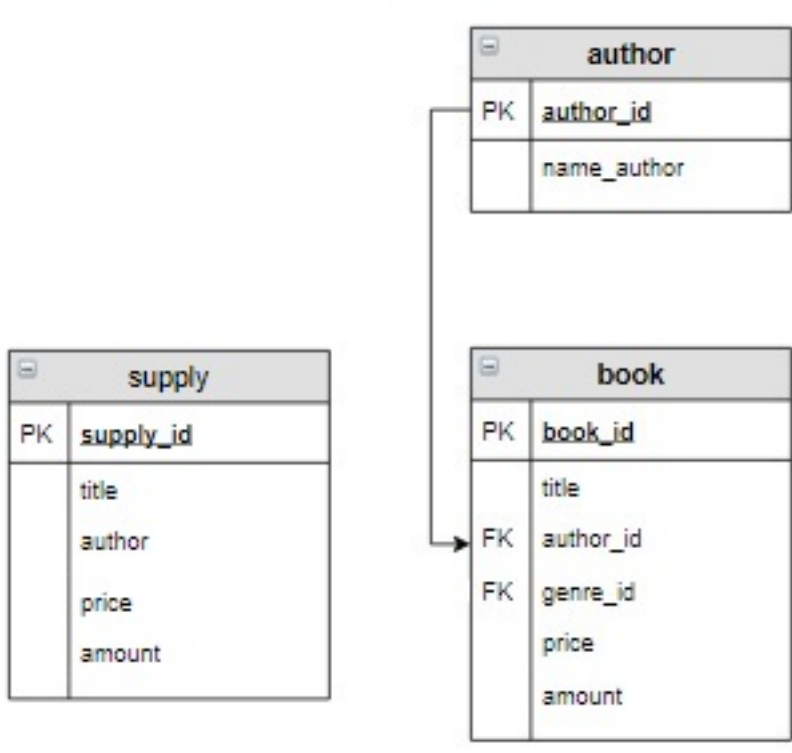 author
PK author_id
name_author
supply
PK supply_id
title
author
price
amount
book
PK book_id
title
FK author_id
FK genre_id
price
amount